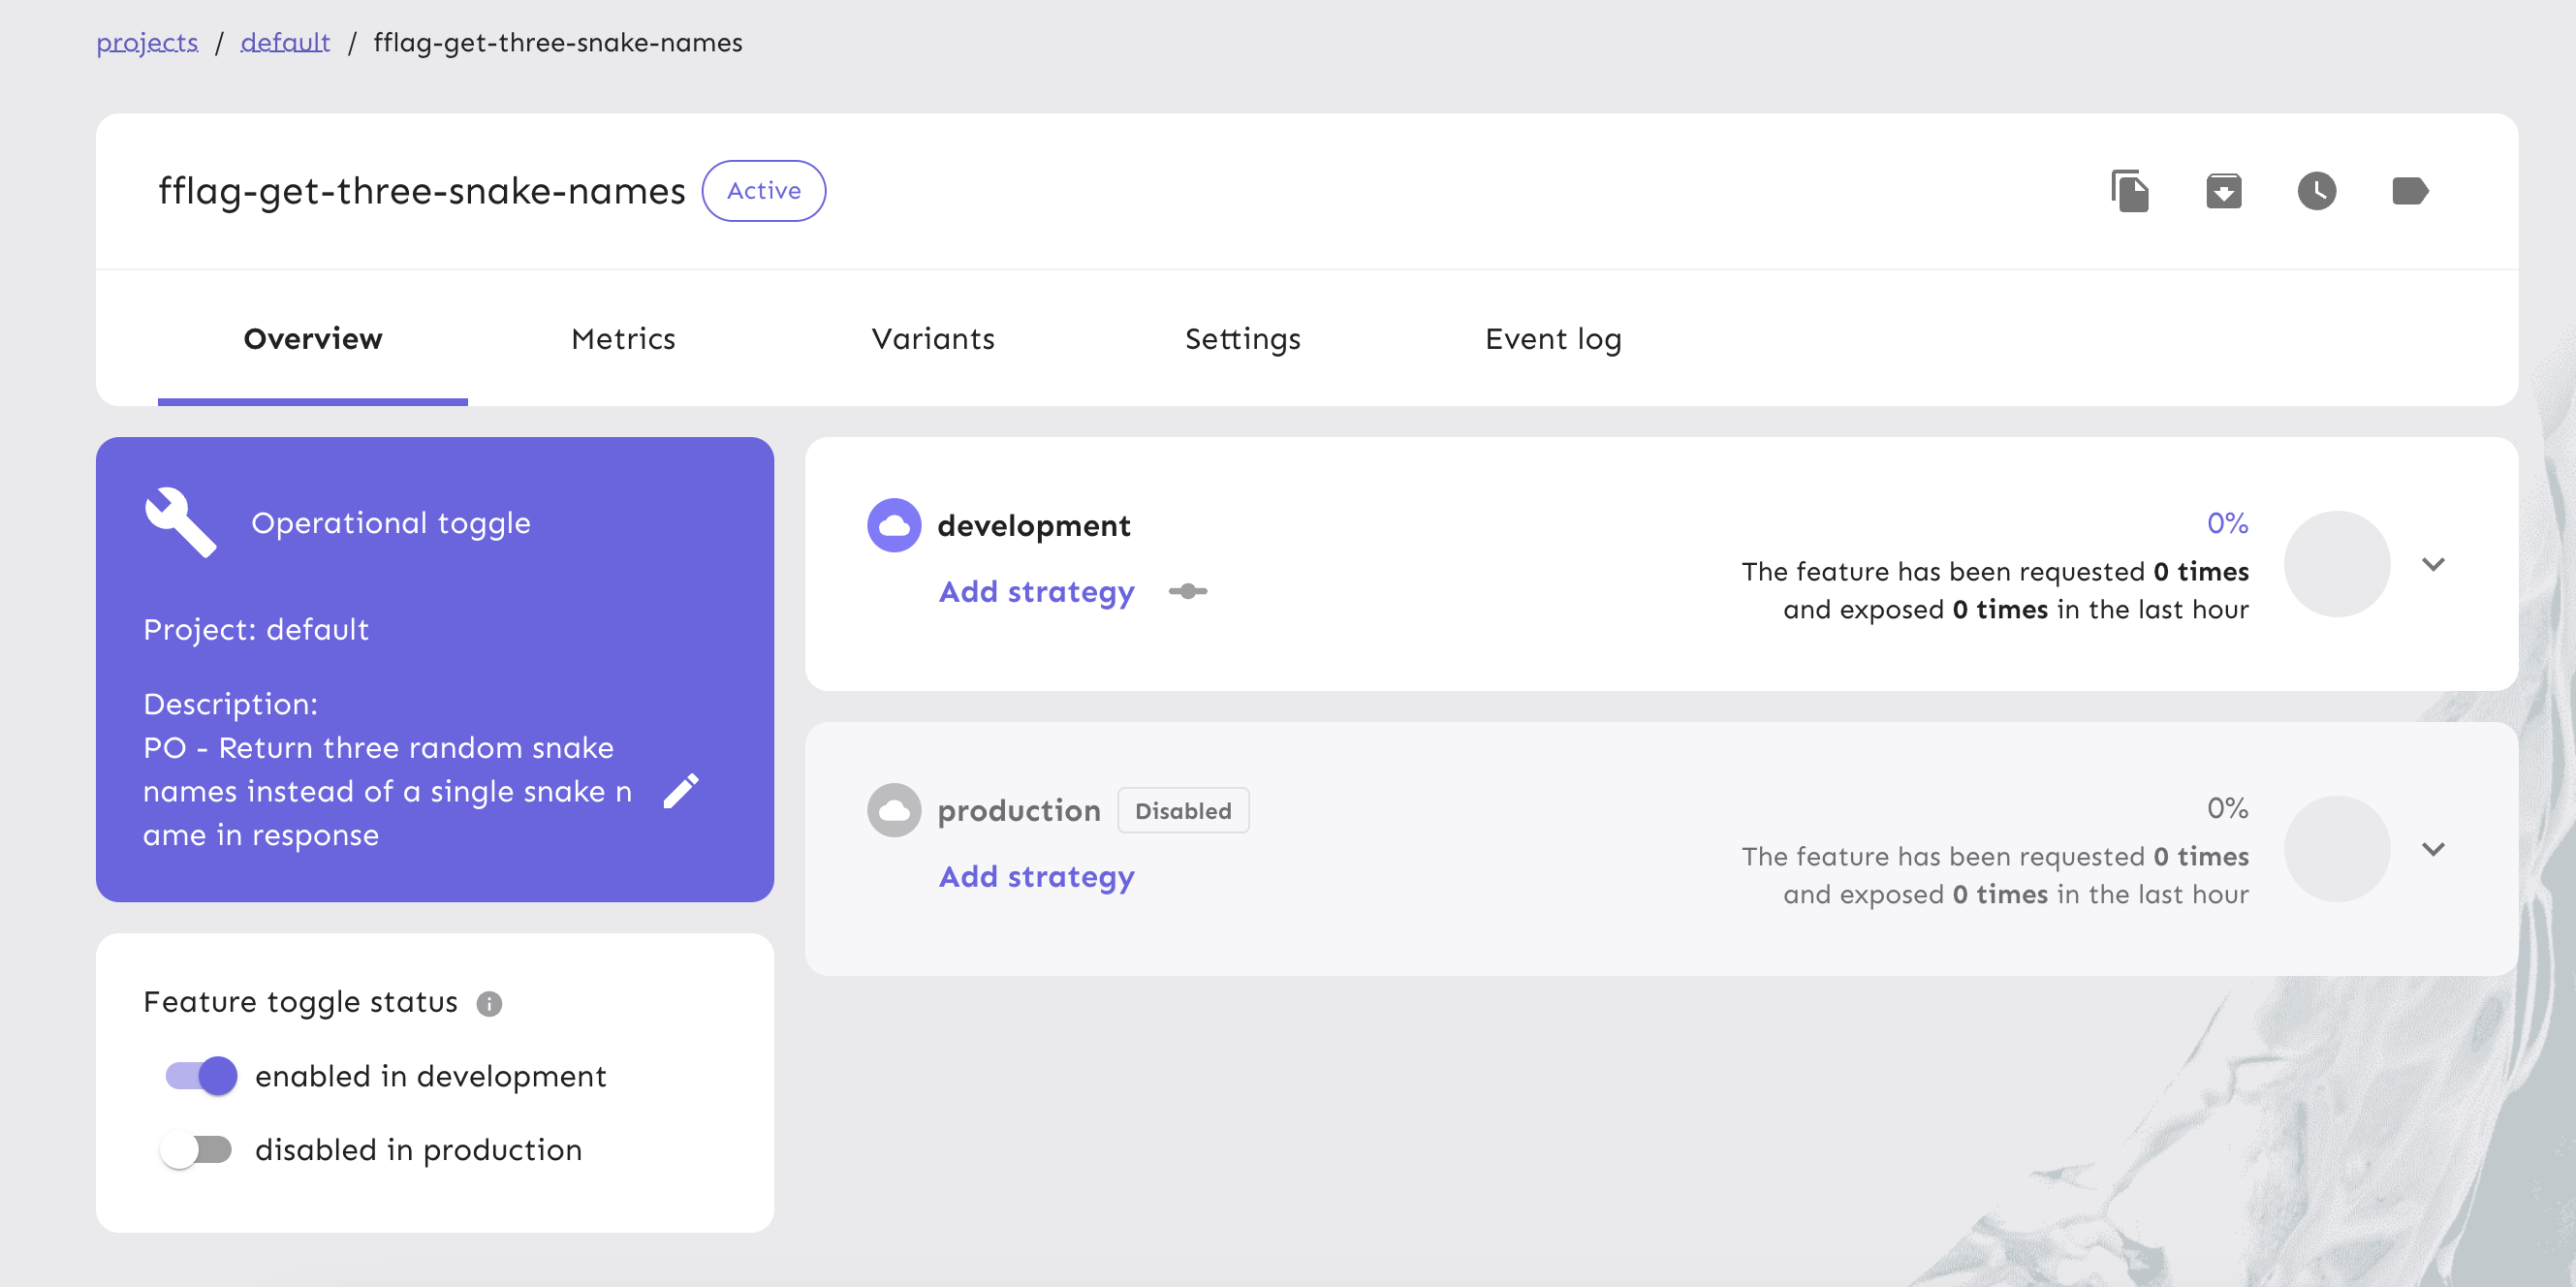 projects / default / fflag-get-three-snake-names
fflag-get-three-snake-names Active
Overview Metrics Variants Settings Event log
Operational toggle
Project: default
Description:
PO - Return three random snake
names instead of a single snake n
ame in response
Feature toggle status
enabled in development
disabled in production
development
Add strategy
0%
The feature has been requested 0 times
and exposed 0 times in the last hour
production Disabled
Add strategy
0%
The feature has been requested 0 times
and exposed 0 times in the last hour